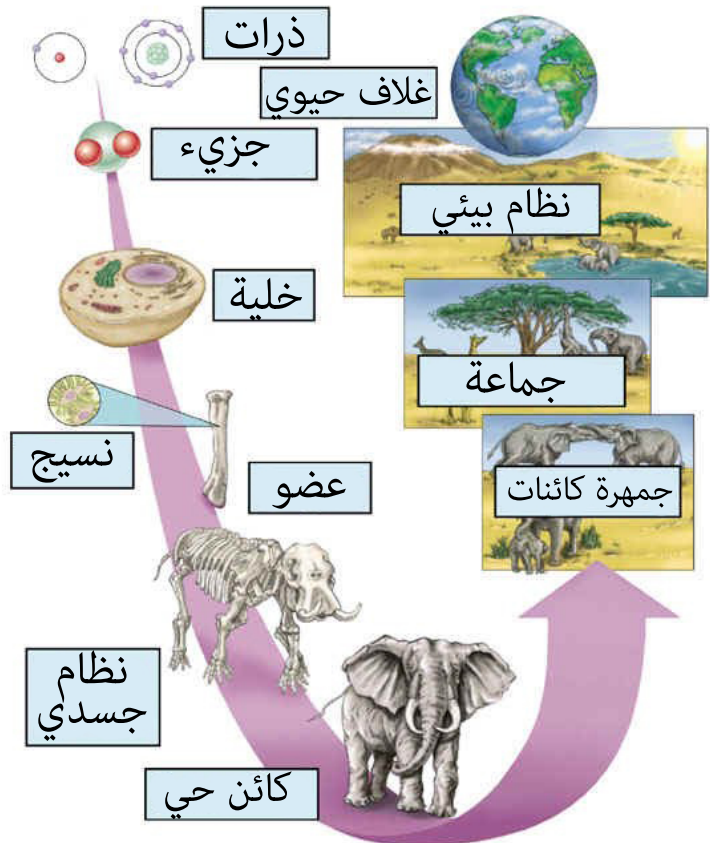 ذرات
غلاف حيوي
جزيء
نظام بيئي
خلية
جماعة
نسيج
عضو
جمهرة كائنات
نظام
جسدي
كائن حي